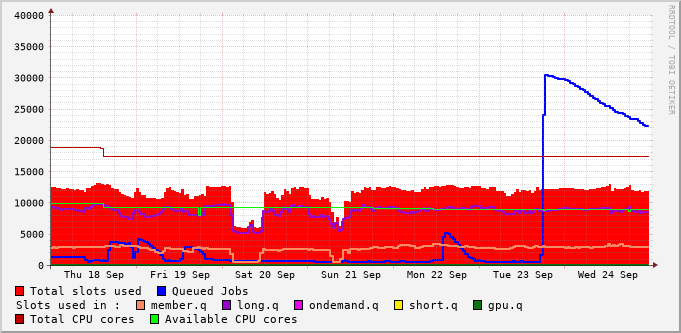 RRDTOOL / TOBI OETIKER
40000
35000
30000
25000
20000
15000
10000
5000
0
Thu 18 Sep Fri 19 Sep Sat 20 Sep Sun 21 Sep Mon 22 Sep Tue 23 Sep Wed 24 Sep
Total slots used Queued Jobs
Slots used in : member.q long.q ondemand.q short.q gpu.q
Total CPU cores Available CPU cores